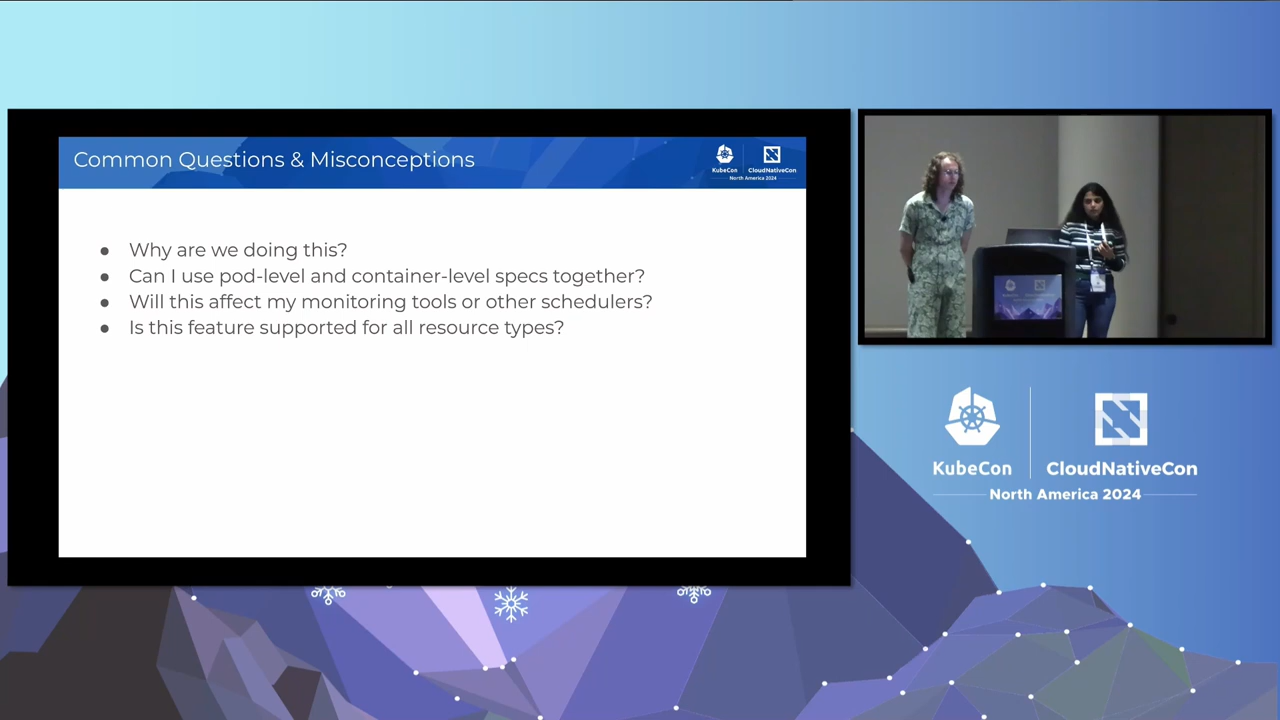 Common Questions & Misconceptions
KubeCon
CloudNativeCon
North America 2024
● Why are we doing this?
● Can I use pod-level and container-level specs together?
● Will this affect my monitoring tools or other schedulers?
● Is this feature supported for all resource types?
KubeCon
CloudNativeCon
North America 2024